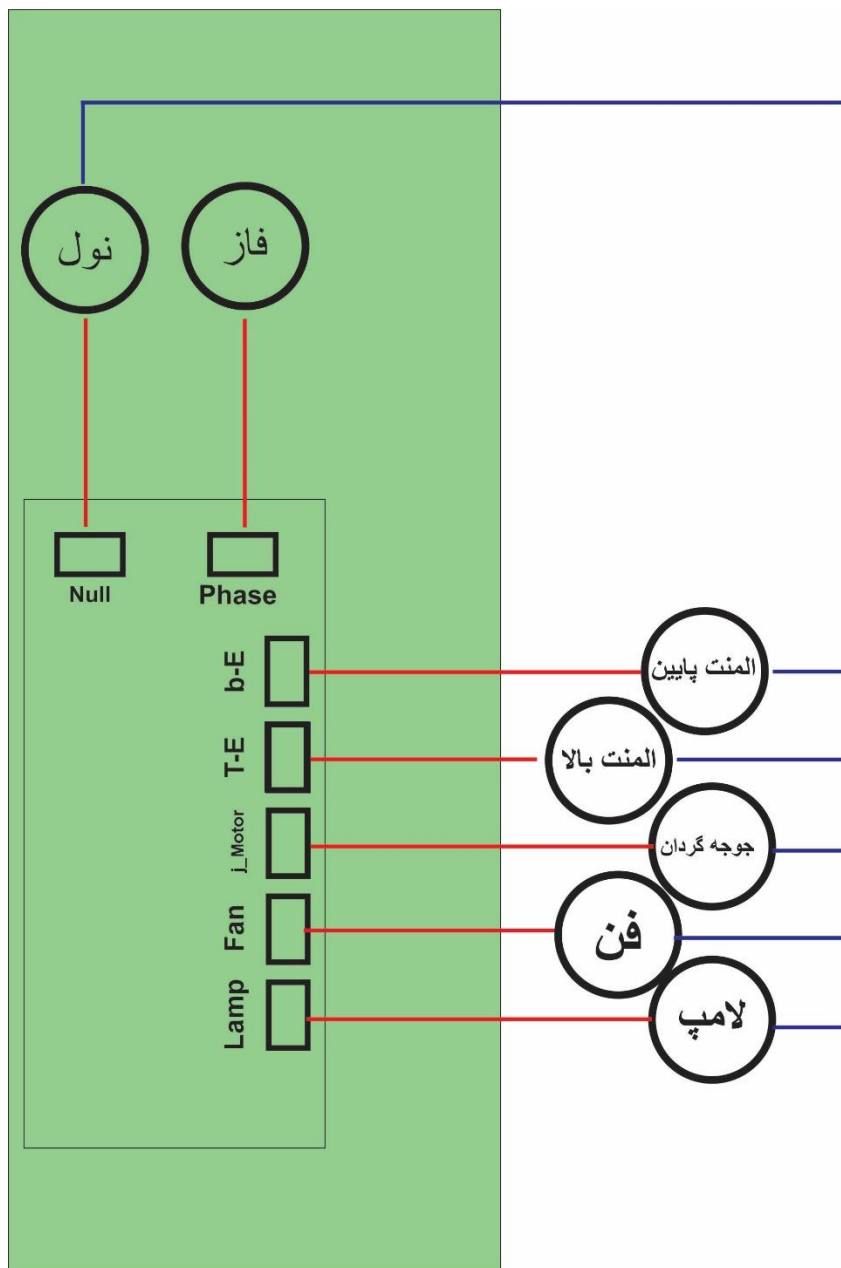 نول
فاز
Null
Phase
b-E
المنت پایین
T-E
المنت بالا
j_Motor
جوجه گردان
Fan
فن
Lamp
لامپ